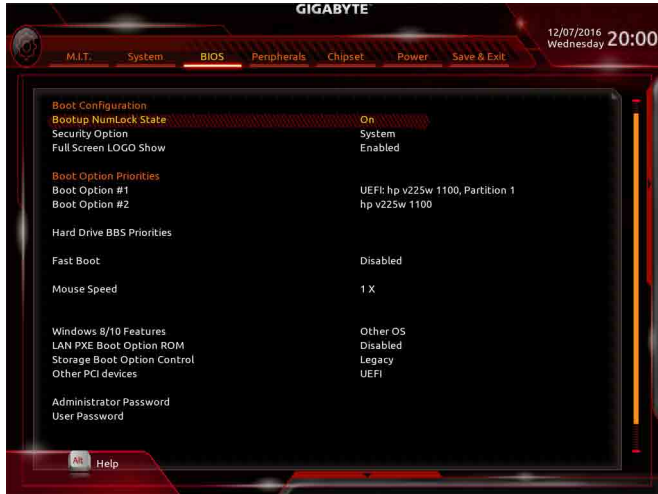 GIGABYTE
12/07/2016
Wednesday 20:00
M.I.T. System BIOS Peripherals Chipset Power Save & Exit
Boot Configuration
Bootup NumLock State On
Security Option System
Full Screen LOGO Show Enabled
Boot Option Priorities
Boot Option #1 UEFI: hp v225w 1100, Partition 1
Boot Option #2 hp v225w 1100
Hard Drive BBS Priorities
Fast Boot Disabled
Mouse Speed 1 X
Windows 8/10 Features Other OS
LAN PXE Boot Option ROM Disabled
Storage Boot Option Control Legacy
Other PCI devices UEFI
Administrator Password
User Password
Alt Help